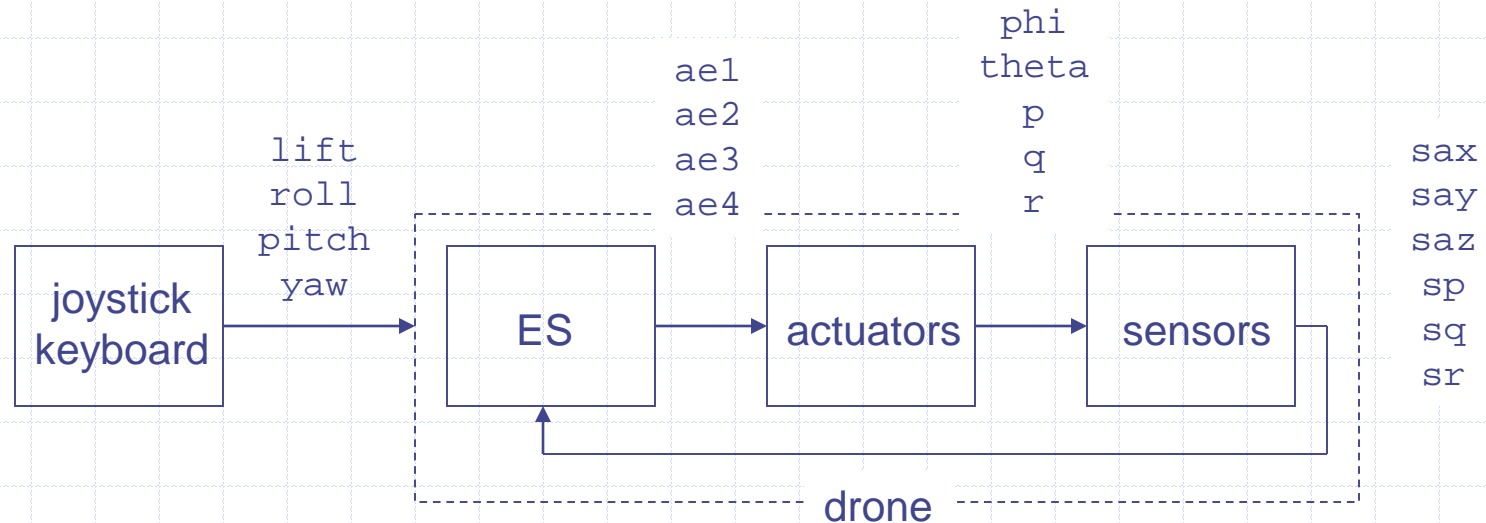 joystick
keyboard
lift
roll
pitch
yaw
ES
ae1
ae2
ae3
ae4
actuators
phi
theta
p
q
r
sensors
sax
say
saz
sp
sq
sr
drone